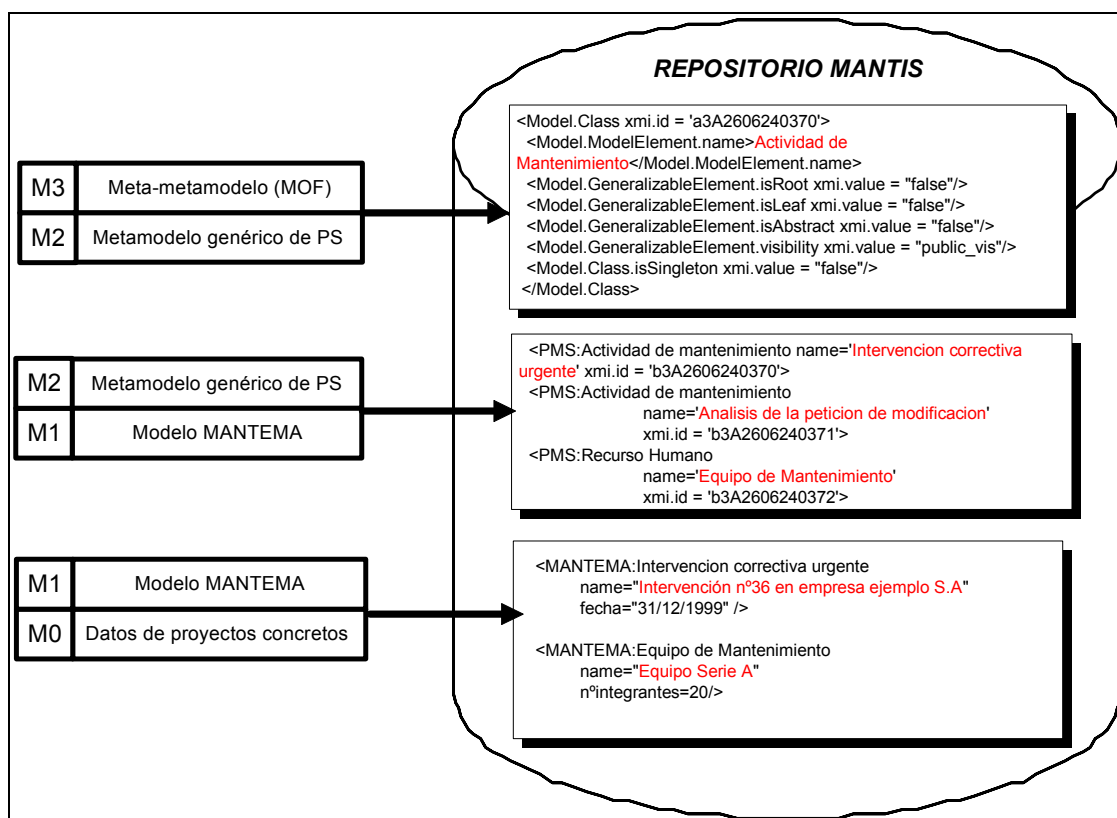 REPOSITORIO MANTIS
M3 Meta-metamodelo (MOF)
M2 Metamodelo genérico de PS
<Model.Class xmi.id = 'a3A2606240370'>
<Model.ModelElement.name>Actividad de
Mantenimiento</Model.ModelElement.name>
<Model.GeneralizableElement.isRoot xmi.value = "false"/>
<Model.GeneralizableElement.isLeaf xmi.value = "false"/>
<Model.GeneralizableElement.isAbstract xmi.value = "false"/>
<Model.GeneralizableElement.visibility xmi.value = "public_vis"/>
<Model.Class.isSingleton xmi.value = "false"/>
</Model.Class>
M2 Metamodelo genérico de PS
M1 Modelo MANTEMA
<PMS:Actividad de mantenimiento name='Intervencion correctiva
urgente' xmi.id = 'b3A2606240370'>
<PMS:Actividad de mantenimiento
name='Analisis de la peticion de modificacion'
xmi.id = 'b3A2606240371'>
<PMS:Recurso Humano
name='Equipo de Mantenimiento'
xmi.id = 'b3A2606240372'>
M1 Modelo MANTEMA
M0 Datos de proyectos concretos
<MANTEMA:Intervencion correctiva urgente
name="Intervención nº36 en empresa ejemplo S.A"
fecha="31/12/1999" />
<MANTEMA:Equipo de Mantenimiento
name="Equipo Serie A"
nºintegrantes=20/>